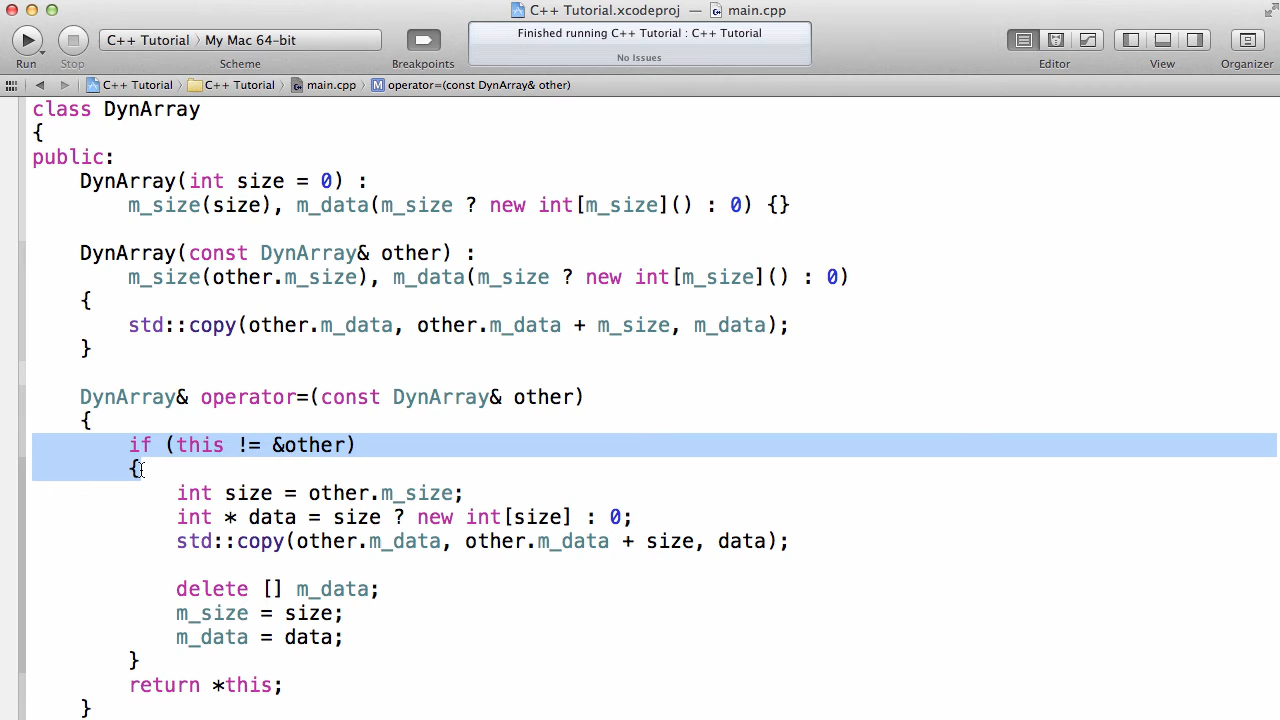 C++ Tutorial.xcodeproj — main.cpp
C++ Tutorial 〉 My Mac 64-bit
Finished running C++ Tutorial : C++ Tutorial
No Issues
Run
Stop
Scheme
Breakpoints
Editor
View
Organizer
C++ Tutorial 〉 C++ Tutorial 〉 main.cpp 〉 M operator=(const DynArray& other)
class DynArray
{
public:
    DynArray(int size = 0) :
        m_size(size), m_data(m_size ? new int[m_size]() : 0) {}

    DynArray(const DynArray& other) :
        m_size(other.m_size), m_data(m_size ? new int[m_size]() : 0)
    {
        std::copy(other.m_data, other.m_data + m_size, m_data);
    }

    DynArray& operator=(const DynArray& other)
    {
        if (this != &other)
        {
            int size = other.m_size;
            int * data = size ? new int[size] : 0;
            std::copy(other.m_data, other.m_data + size, data);

            delete [] m_data;
            m_size = size;
            m_data = data;
        }
        return *this;
    }